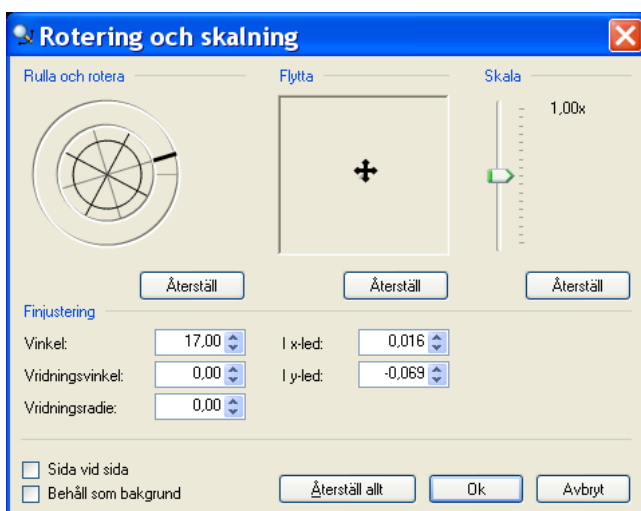 Rotering och skalning
Rulla och rotera
Flytta
Skala
1,00x
Återställ
Återställ
Återställ
Finjustering
Vinkel: 17,00
I x-led: 0,016
Vridningsvinkel: 0,00
I y-led: -0,069
Vridningsradie: 0,00
Sida vid sida
Behåll som bakgrund
Återställ allt
Ok
Avbryt